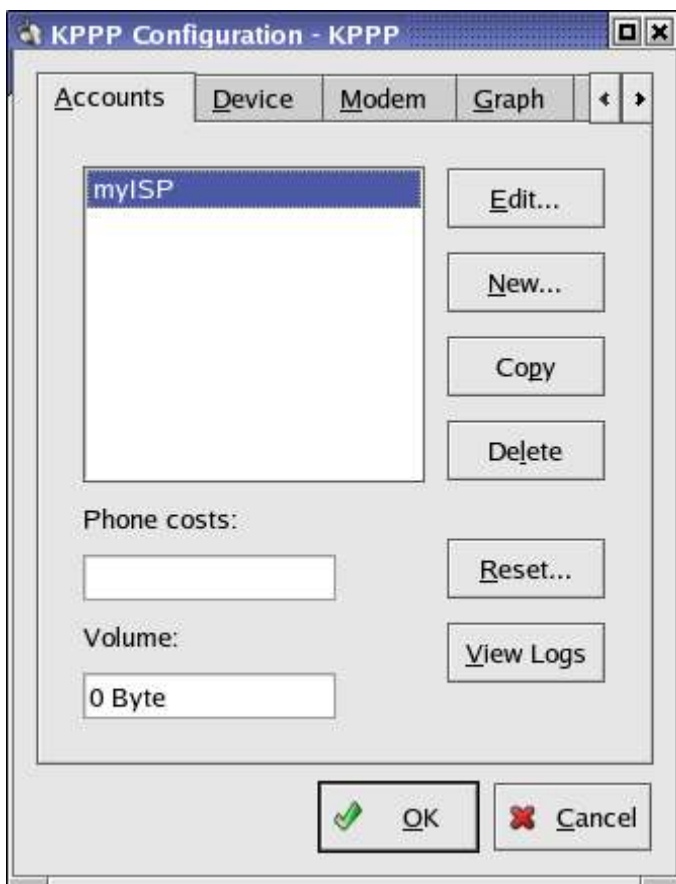 KPPP Configuration - KPPP
Accounts Device Modem Graph
myISP
Edit...
New...
Copy
Delete
Phone costs:
Reset...
Volume:
View Logs
0 Byte
OK Cancel